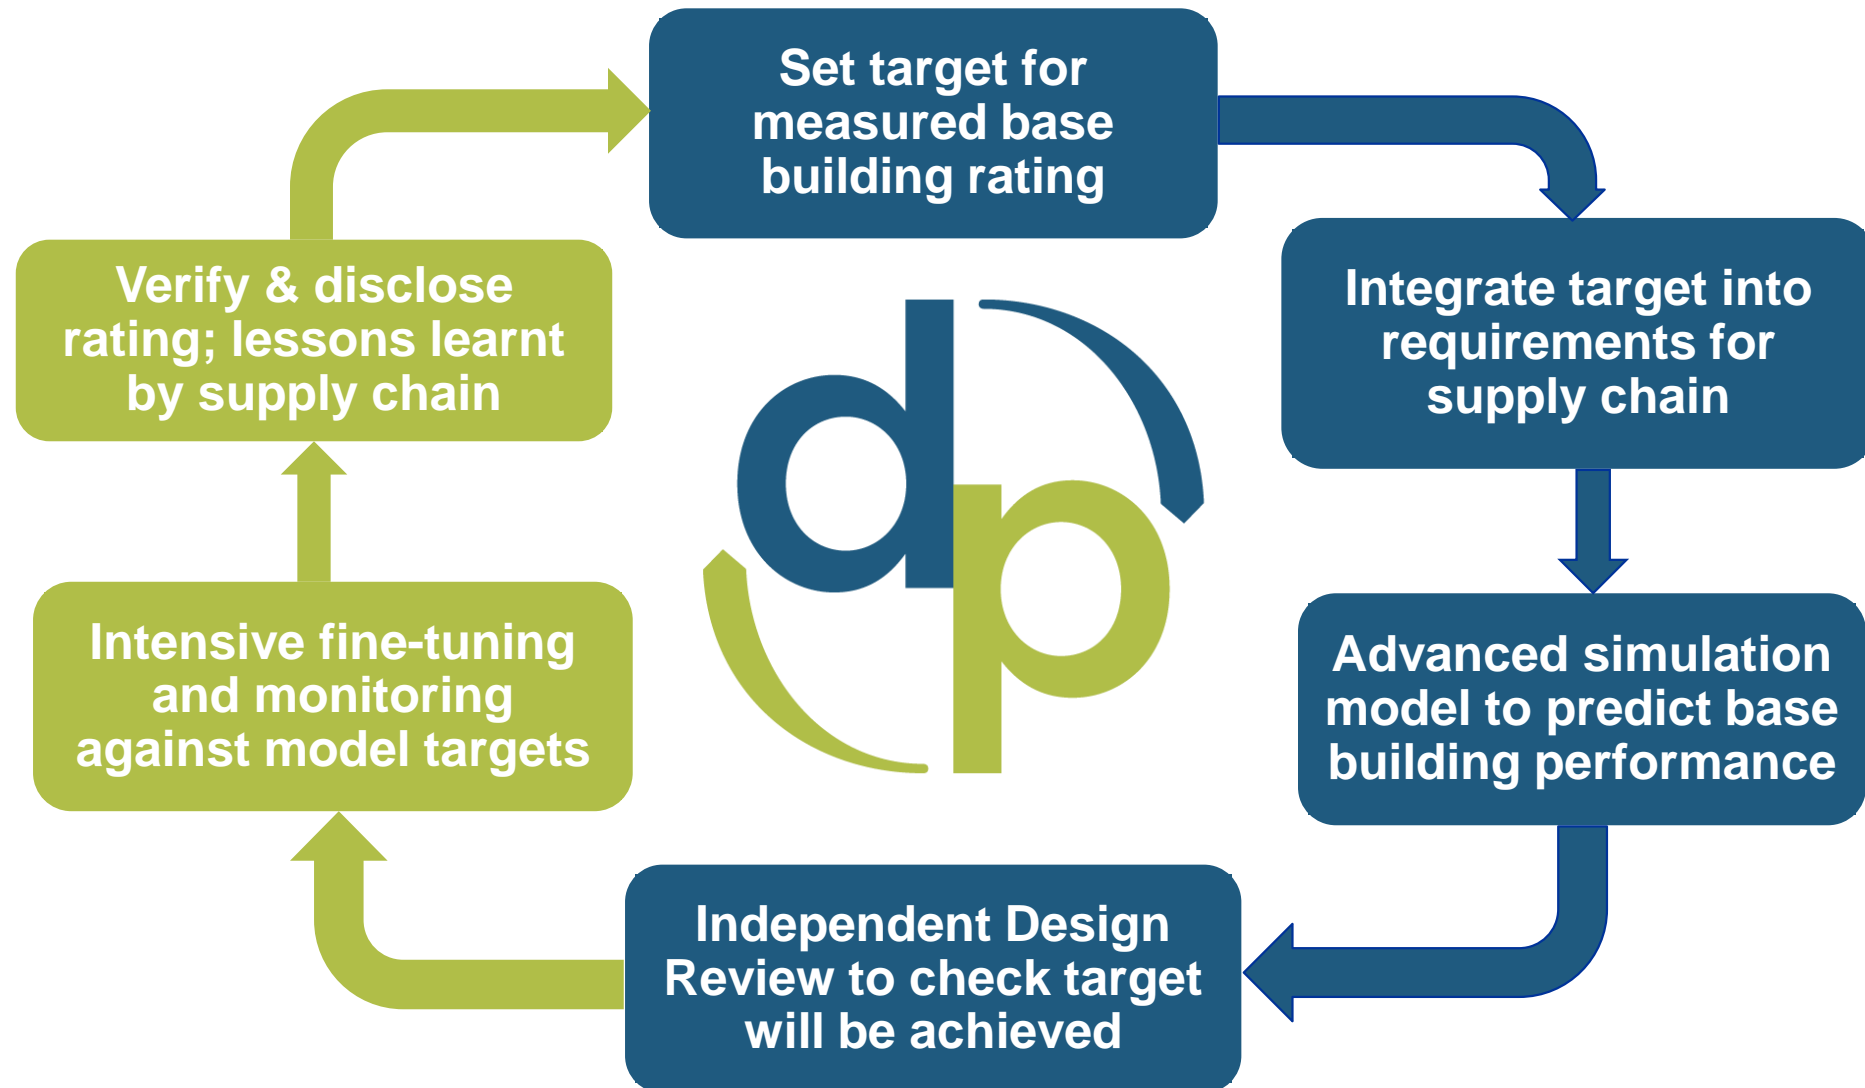 Set target for
measured base
building rating
Integrate target into
requirements for
supply chain
Advanced simulation
model to predict base
building performance
Independent Design
Review to check target
will be achieved
Intensive fine-tuning
and monitoring
against model targets
Verify & disclose
rating; lessons learnt
by supply chain
dp